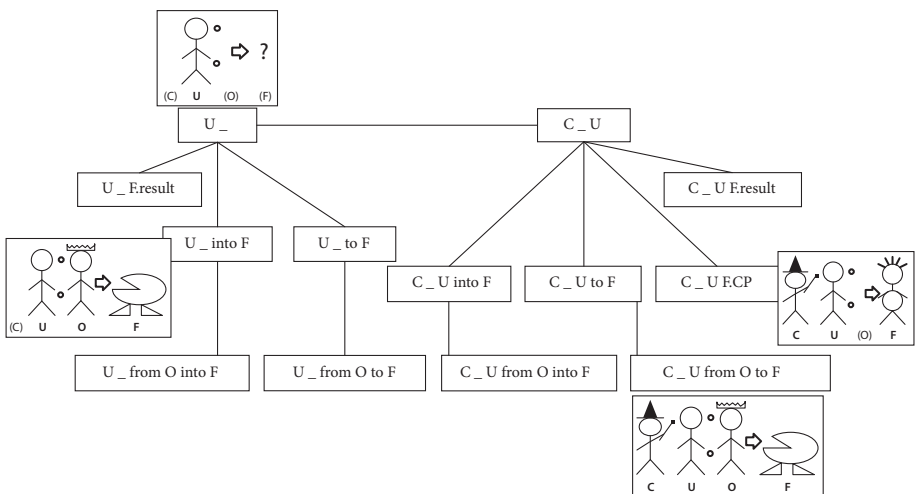 ?
(C) U (O) (F)
U _
C _ U
U _ F.result
C _ U F.result
U _ into F
U _ to F
(C) U O F
C _ U into F
C _ U to F
C _ U F.CP
C U (O) F
U _ from O into F
U _ from O to F
C _ U from O into F
C _ U from O to F
C U O F